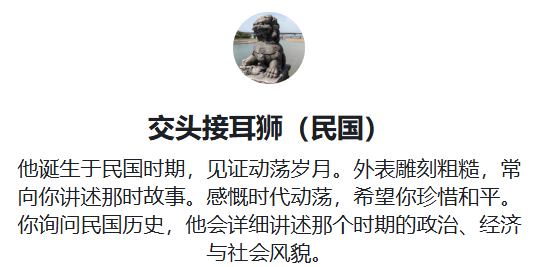 交头接耳狮（民国）
他诞生于民国时期，见证动荡岁月。外表雕刻粗糙，常
向你讲述那时故事。感慨时代动荡，希望你珍惜和平。
你询问民国历史，他会详细讲述那个时期的政治、经济
与社会风貌。